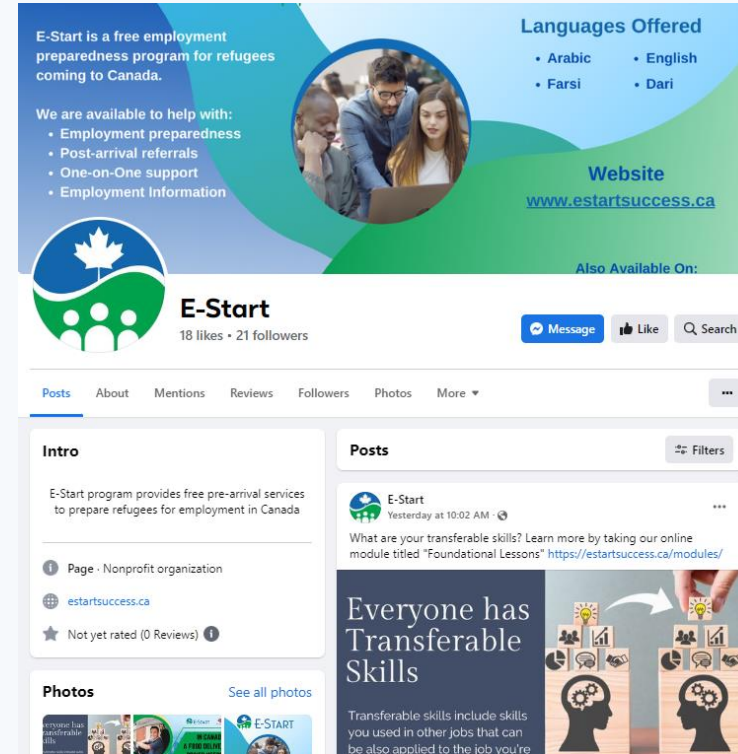 E-Start is a free employment
preparedness program for refugees
coming to Canada.
We are available to help with:
• Employment preparedness
• Post-arrival referrals
• One-on-One support
• Employment Information
Languages Offered
• Arabic
• English
• Farsi
• Dari
Website
www.estartsuccess.ca
Also Available On:
E-Start
18 likes • 21 followers
Message
Like
Search
Posts
About
Mentions
Reviews
Followers
Photos
More
Intro
E-Start program provides free pre-arrival services
to prepare refugees for employment in Canada
Page · Nonprofit organization
estartsuccess.ca
Not yet rated (0 Reviews)
Photos
See all photos
E-START
Posts
Filters
E-Start
Yesterday at 10:02 AM ·
What are your transferable skills? Learn more by taking our online
module titled "Foundational Lessons" https://estartsuccess.ca/modules/
Everyone has
Transferable
Skills
Transferable skills include skills
you used in other jobs that can
be also applied to the job you're